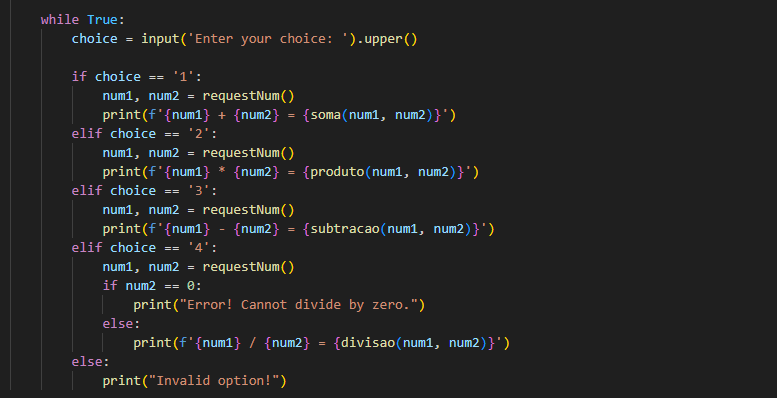 while True:
    choice = input('Enter your choice: ').upper()

    if choice == '1':
        num1, num2 = requestNum()
        print(f'{num1} + {num2} = {soma(num1, num2)}')
    elif choice == '2':
        num1, num2 = requestNum()
        print(f'{num1} * {num2} = {produto(num1, num2)}')
    elif choice == '3':
        num1, num2 = requestNum()
        print(f'{num1} - {num2} = {subtracao(num1, num2)}')
    elif choice == '4':
        num1, num2 = requestNum()
        if num2 == 0:
            print("Error! Cannot divide by zero.")
        else:
            print(f'{num1} / {num2} = {divisao(num1, num2)}')
    else:
        print("Invalid option!")